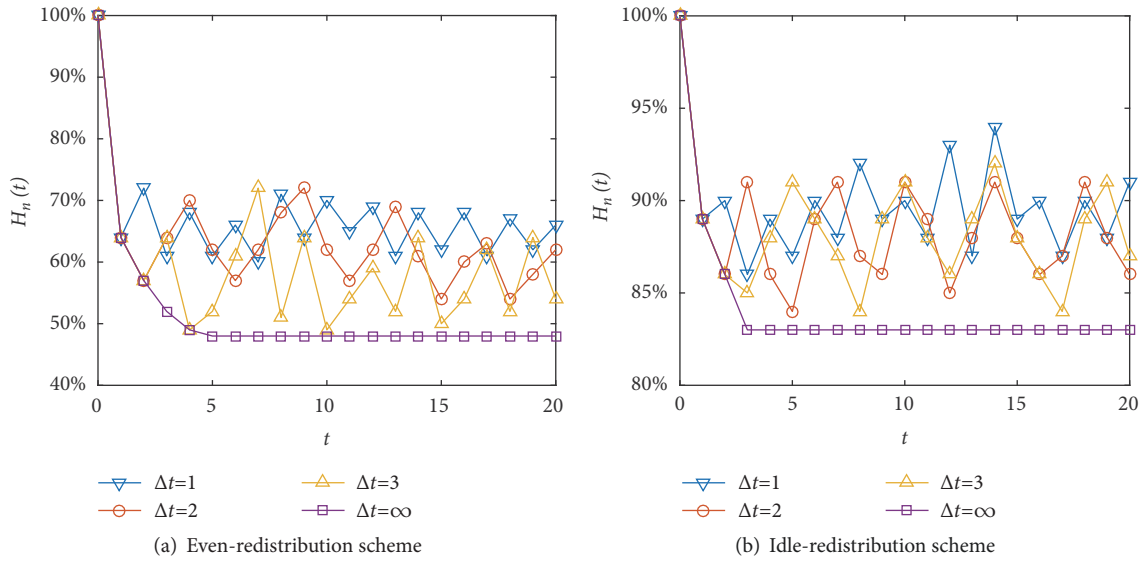 100%
90%
80%
70%
60%
50%
40%
H_n (t)
0 5 10 15 20
t
Δt=1 Δt=3
Δt=2 Δt=∞
(a) Even-redistribution scheme
100%
95%
90%
85%
80%
H_n (t)
0 5 10 15 20
t
Δt=1 Δt=3
Δt=2 Δt=∞
(b) Idle-redistribution scheme